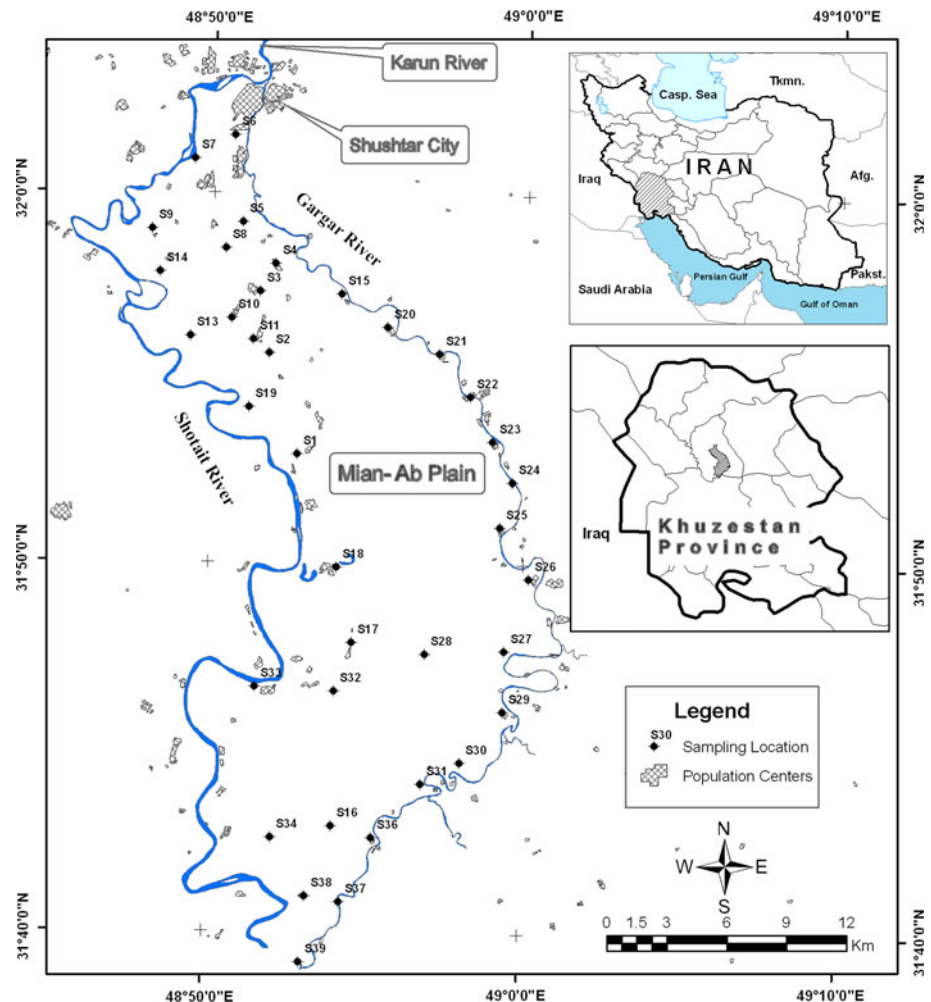 48°50'0"E
49°0'0"E
49°10'0"E
Karun River
Shushtar City
S6
S7
32°0'0"N
32°0'0"N
Gargar River
S5
S9
S8
S4
S14
S3
S15
S10
S20
S13
S11
S2
S21
S22
S19
Shotait River
S23
S1
Mian-Ab Plain
S24
S25
31°50'0"N
31°50'0"N
S18
S26
S17
S28
S27
S33
S32
S29
S30
S31
S16
S34
S36
S38
S37
S39
31°40'0"N
31°40'0"N
48°50'0"E
49°0'0"E
49°10'0"E
Casp. Sea
Tkmn.
IRAN
Iraq
Afg.
Pakst.
Persian Gulf
Saudi Arabia
Gulf of Oman
Iraq
Khuzestan
Province
Legend
S30
Sampling Location
Population Centers
N
W
E
S
0 1.5 3 6 9 12
Km